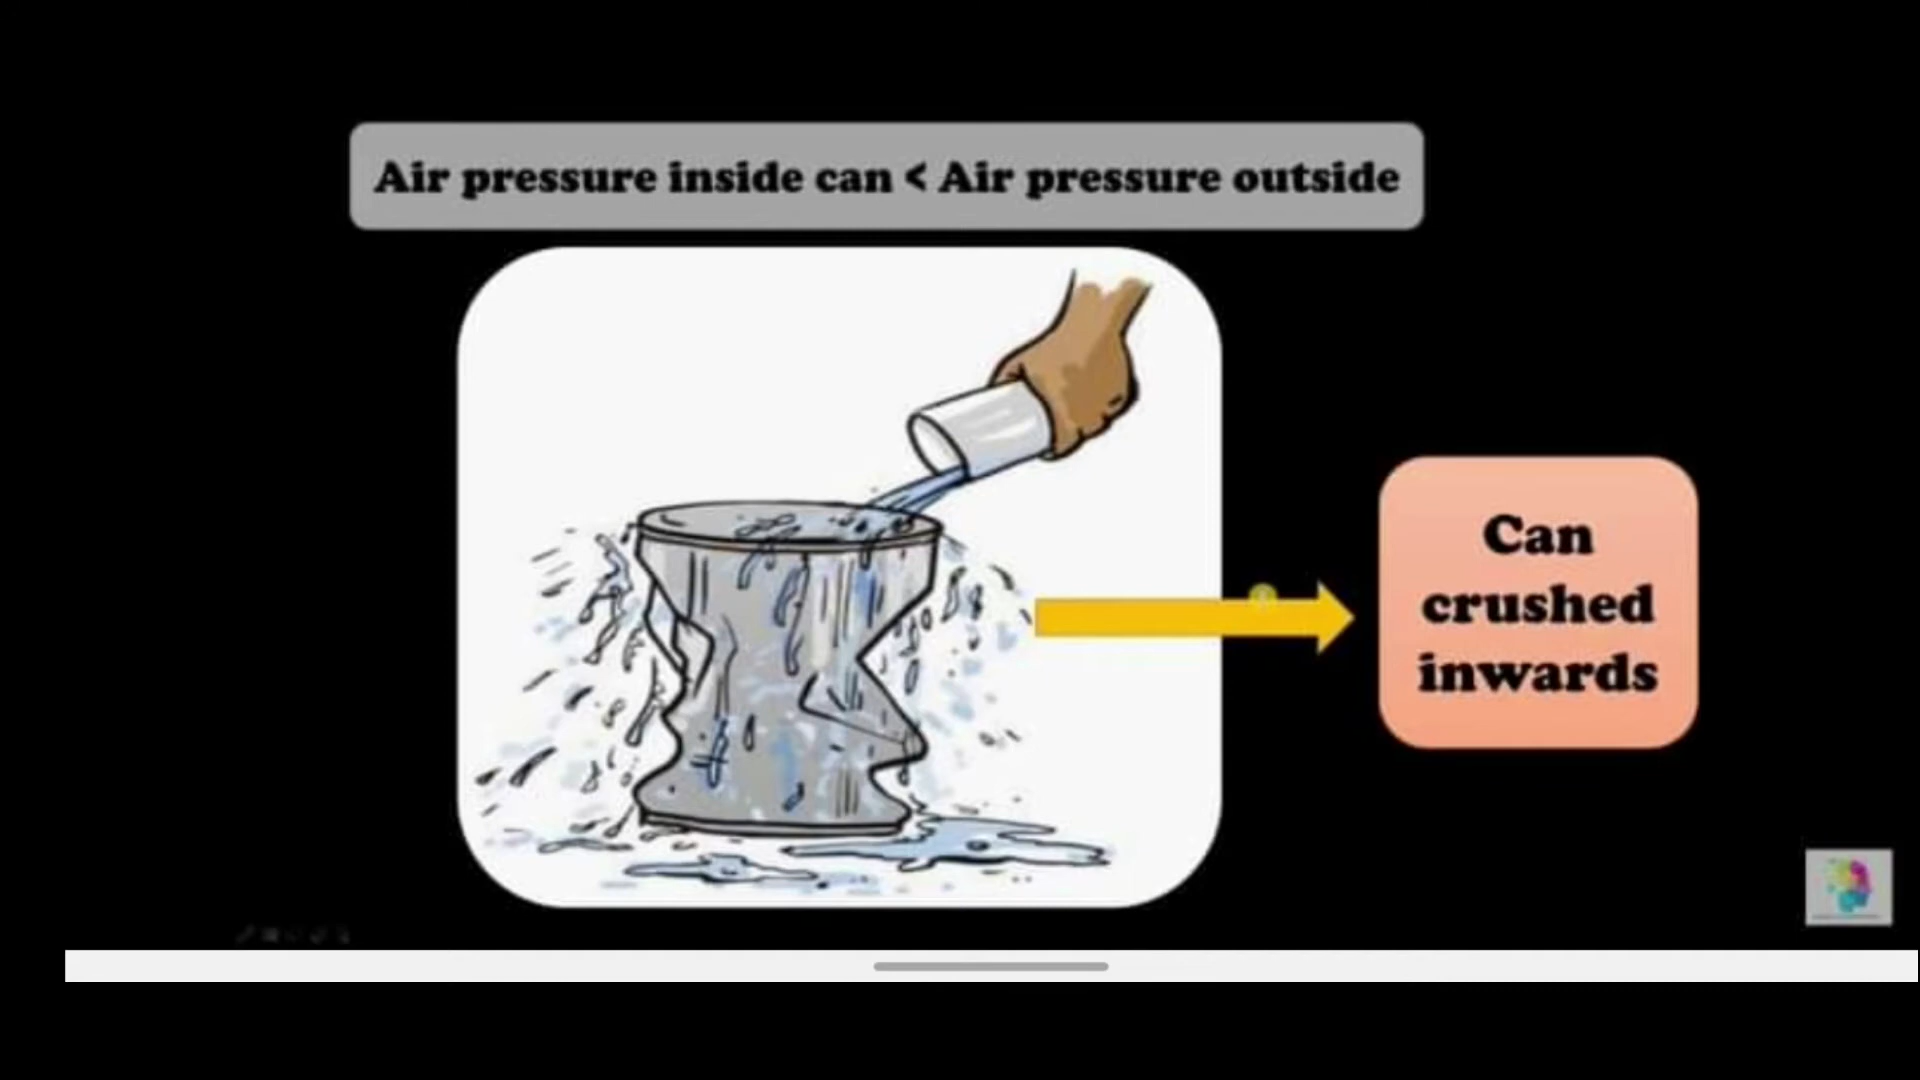 Air pressure inside can < Air pressure outside
Can
crushed
inwards